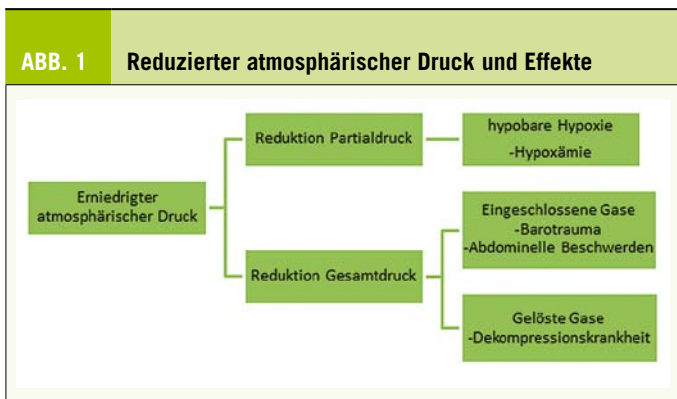 ABB. 1 Reduzierter atmosphärischer Druck und Effekte
Erniedrigter
atmosphärischer Druck
Reduktion Partialdruck
hypobare Hypoxie
-Hypoxämie
Reduktion Gesamtdruck
Eingeschlossene Gase
-Barotrauma
-Abdominelle Beschwerden
Gelöste Gase
-Dekompressionskrankheit